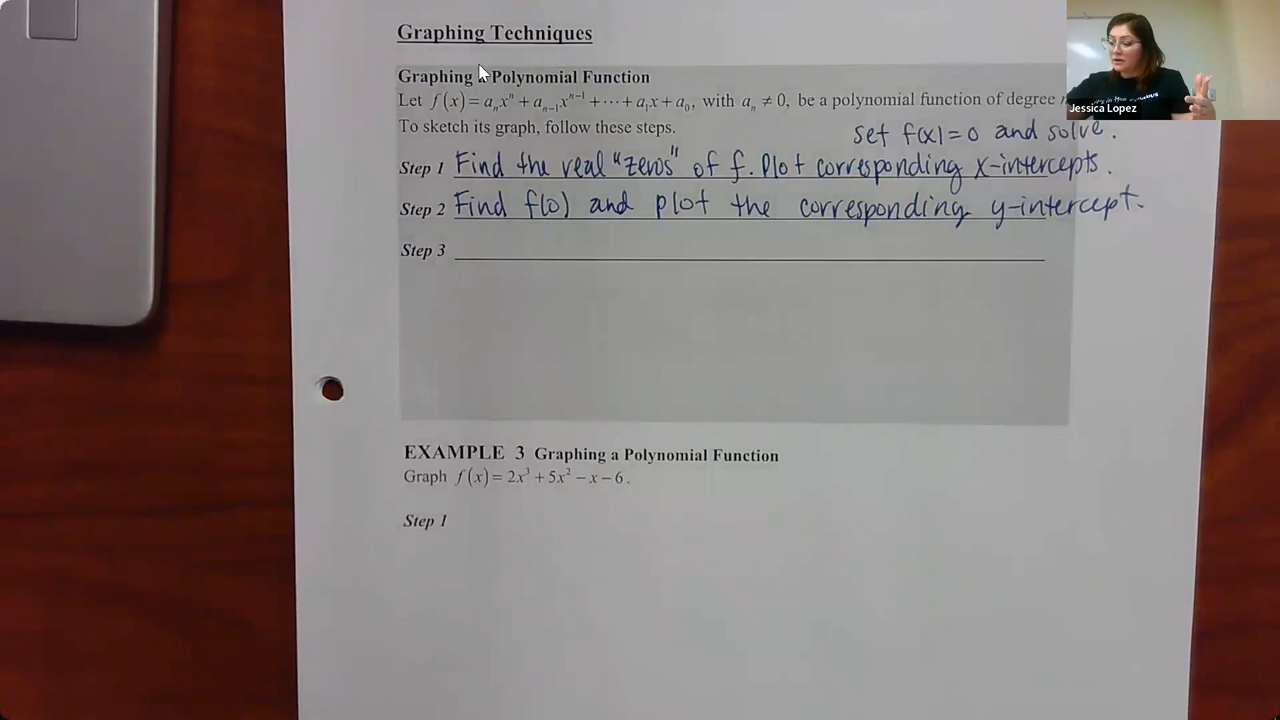 Graphing Techniques
Graphing a Polynomial Function
Let f(x) = aₙxⁿ + aₙ₋₁xⁿ⁻¹ + ⋯ + a₁x + a₀, with aₙ ≠ 0, be a polynomial function of degree
Jessica Lopez
To sketch its graph, follow these steps.
set f(x)=0 and solve.
Step 1 Find the real "zeros" of f. Plot corresponding x-intercepts.
Step 2 Find f(0) and plot the corresponding y-intercept.
Step 3
EXAMPLE 3 Graphing a Polynomial Function
Graph f(x) = 2x³ + 5x² − x − 6.
Step 1